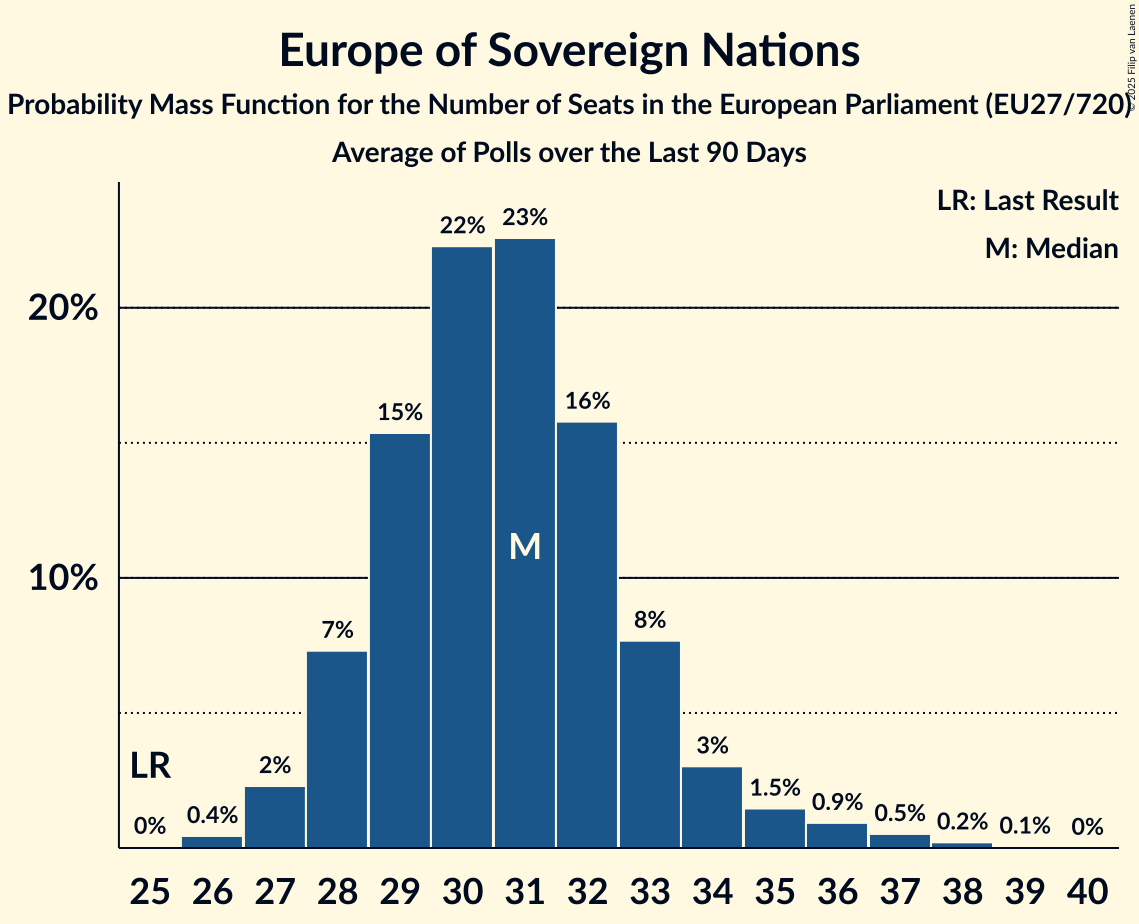 Europe of Sovereign Nations
Probability Mass Function for the Number of Seats in the European Parliament (EU27/720)
Average of Polls over the Last 90 Days
© 2025 Filip van Laenen
LR: Last Result
M: Median
20%
10%
LR
0%
0.4%
2%
7%
15%
22%
23%
M
16%
8%
3%
1.5%
0.9%
0.5%
0.2%
0.1%
0%
25 26 27 28 29 30 31 32 33 34 35 36 37 38 39 40